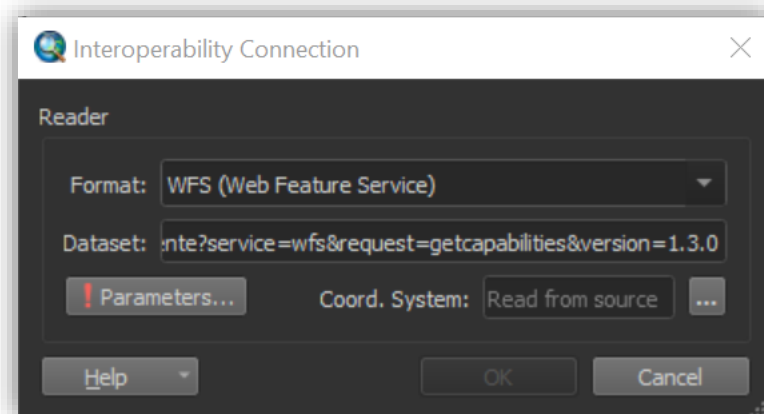 Interoperability Connection
Reader
Format: WFS (Web Feature Service)
Dataset: ente?service=wfs&request=getcapabilities&version=1.3.0
! Parameters... Coord. System: Read from source ...
Help OK Cancel